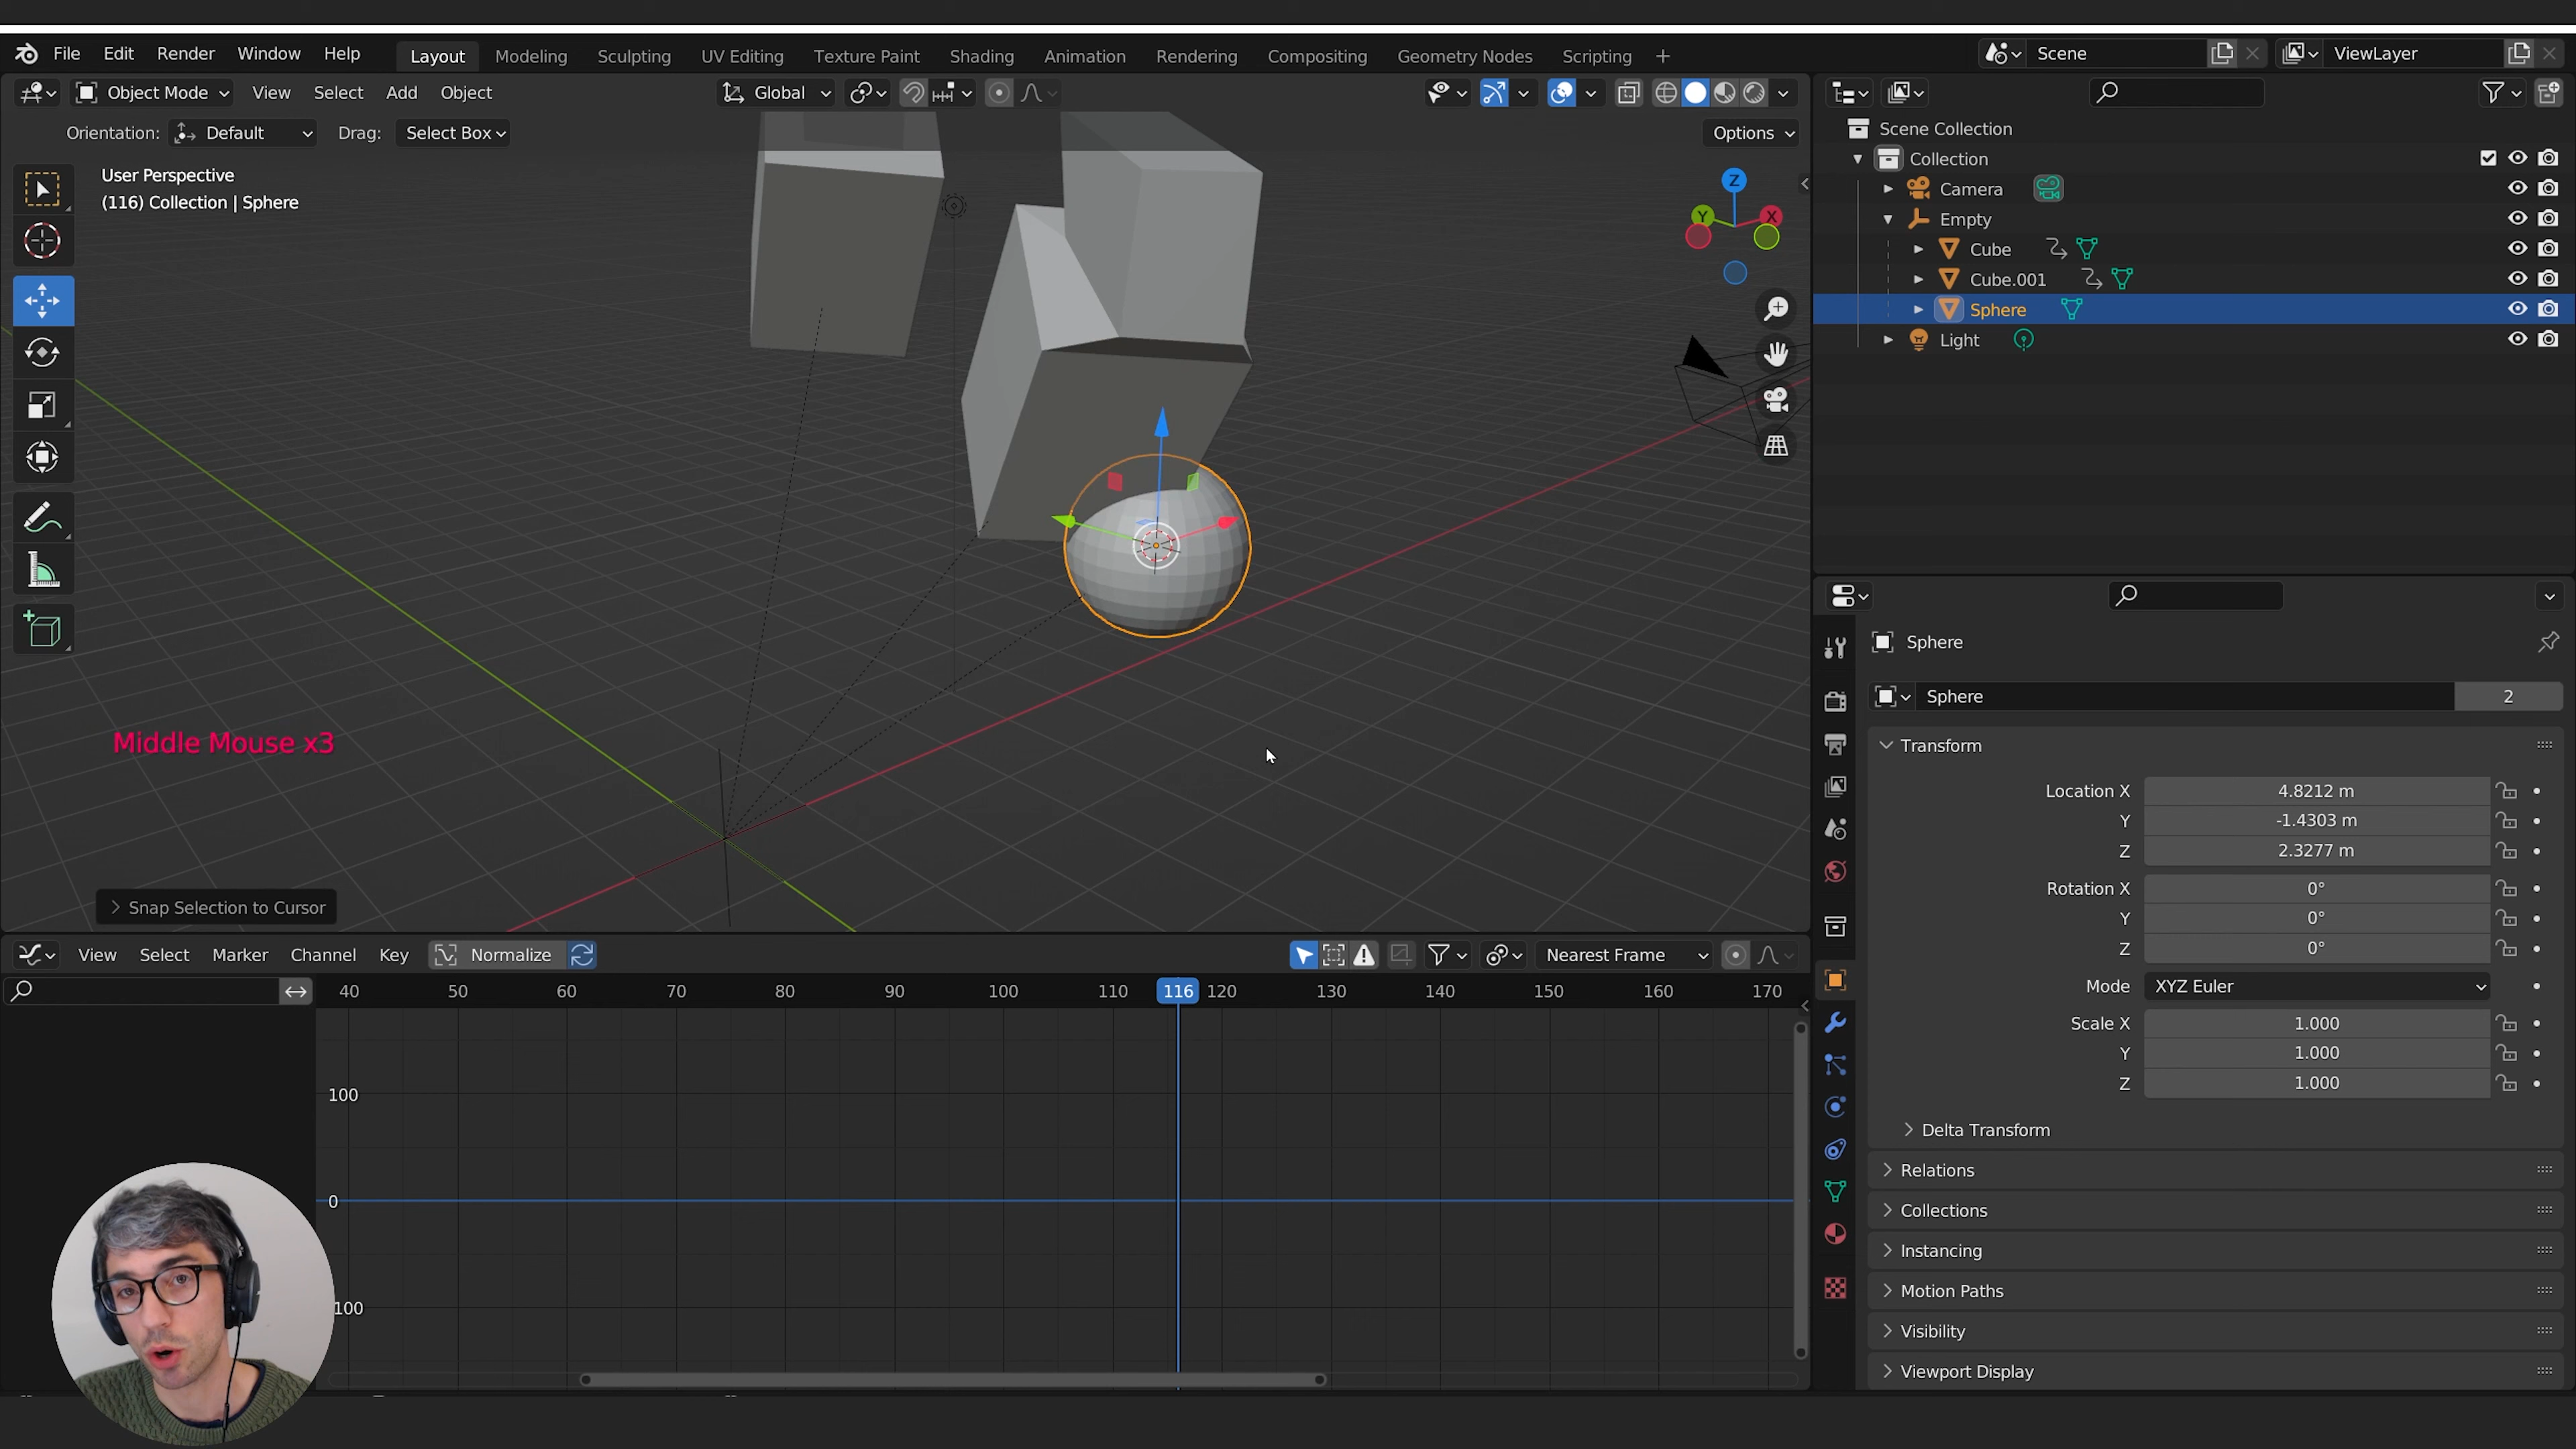 File Edit Render Window Help Layout Modeling Sculpting UV Editing Texture Paint Shading Animation Rendering Compositing Geometry Nodes Scripting + Scene ViewLayer
Object Mode View Select Add Object Global
Orientation: Default Drag: Select Box Options
User Perspective
(116) Collection | Sphere
Z
Y X
Middle Mouse x3
Snap Selection to Cursor
Scene Collection
Collection
Camera
Empty
Cube
Cube.001
Sphere
Light
Sphere
Sphere 2
Transform
Location X 4.8212 m
Y -1.4303 m
Z 2.3277 m
Rotation X 0°
Y 0°
Z 0°
Mode XYZ Euler
Scale X 1.000
Y 1.000
Z 1.000
Delta Transform
Relations
Collections
Instancing
Motion Paths
Visibility
Viewport Display
View Select Marker Channel Key Normalize Nearest Frame
40 50 60 70 80 90 100 110 116 120 130 140 150 160 170
100
0
100